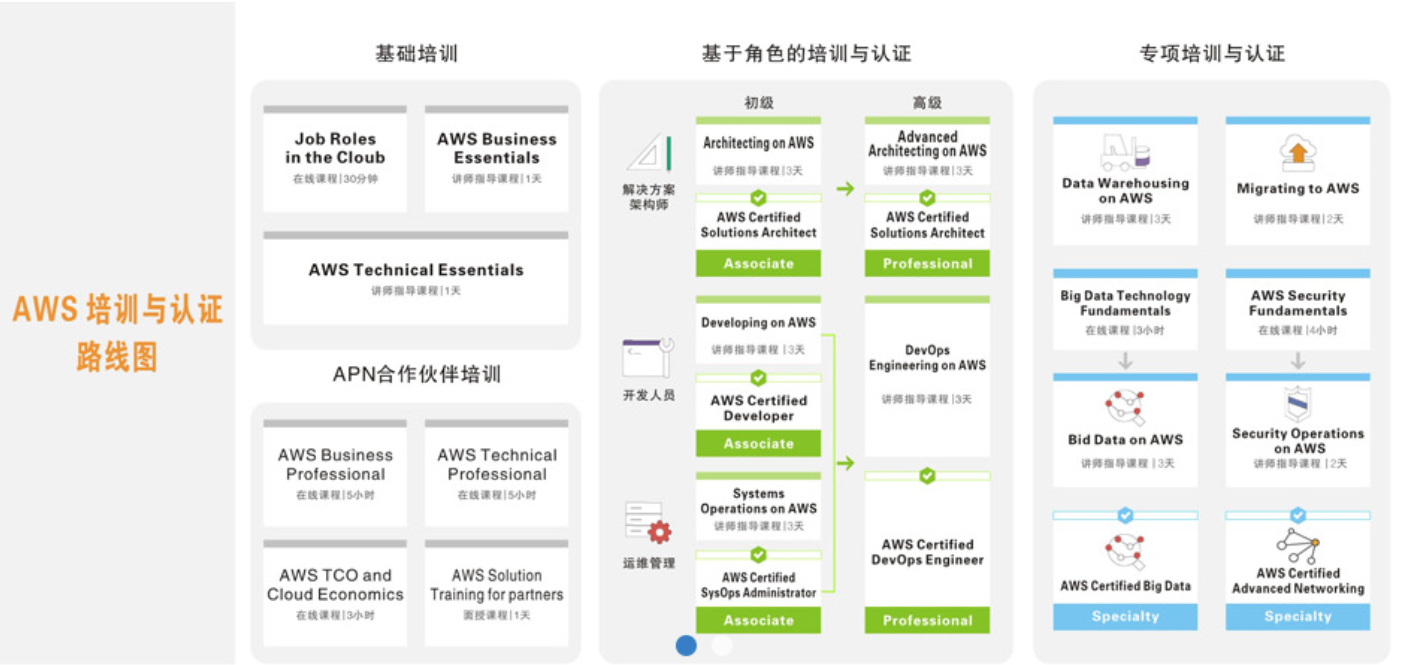 AWS 培训与认证
路线图
基础培训
Job Roles
in the Cloub
在线课程|30分钟
AWS Business
Essentials
讲师指导课程|1天
AWS Technical Essentials
讲师指导课程|1天
APN合作伙伴培训
AWS Business
Professional
在线课程|5小时
AWS Technical
Professional
在线课程|5小时
AWS TCO and
Cloud Economics
在线课程|3小时
AWS Solution
Training for partners
面授课程|1天
基于角色的培训与认证
初级
高级
解决方案
架构师
Architecting on AWS
讲师指导课程|3天
AWS Certified
Solutions Architect
Associate
Advanced
Architecting on AWS
讲师指导课程|3天
AWS Certified
Solutions Architect
Professional
开发人员
Developing on AWS
讲师指导课程|3天
AWS Certified
Developer
Associate
运维管理
Systems
Operations on AWS
讲师指导课程|3天
AWS Certified
SysOps Administrator
Associate
DevOps
Engineering on AWS
讲师指导课程|3天
AWS Certified
DevOps Engineer
Professional
专项培训与认证
Data Warehousing
on AWS
讲师指导课程|3天
Migrating to AWS
讲师指导课程|2天
Big Data Technology
Fundamentals
在线课程|3小时
AWS Security
Fundamentals
在线课程|4小时
Bid Data on AWS
讲师指导课程|3天
Security Operations
on AWS
讲师指导课程|2天
AWS Certified Big Data
Specialty
AWS Certified
Advanced Networking
Specialty